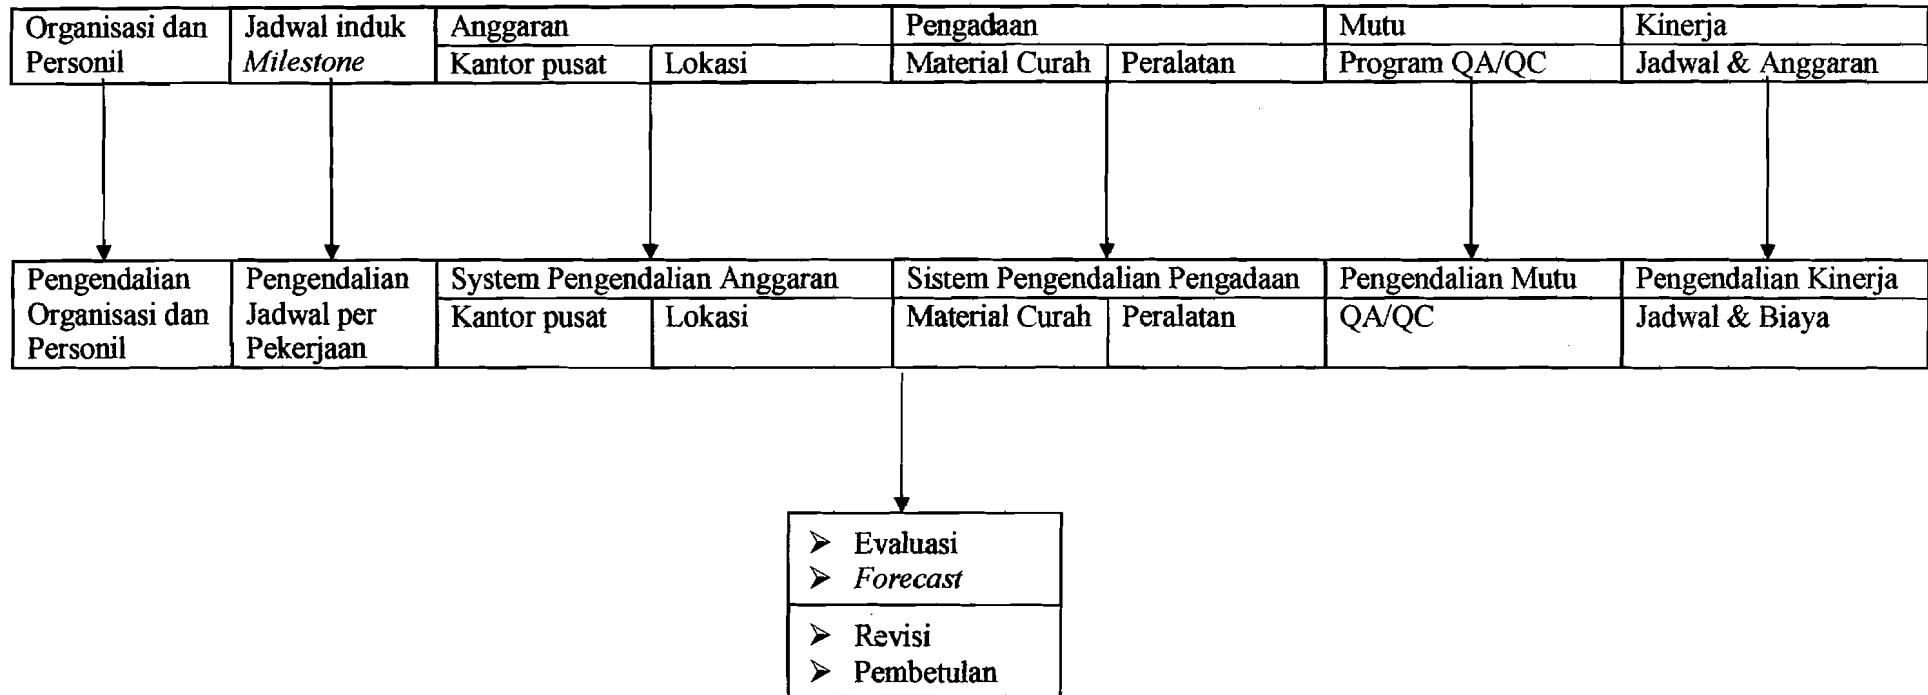 Organisasi dan
Personil
Jadwal induk
Milestone
Anggaran
Kantor pusat
Lokasi
Pengadaan
Material Curah
Peralatan
Mutu
Program QA/QC
Kinerja
Jadwal & Anggaran
Pengendalian
Organisasi dan
Personil
Pengendalian
Jadwal per
Pekerjaan
System Pengendalian Anggaran
Kantor pusat
Lokasi
Sistem Pengendalian Pengadaan
Material Curah
Peralatan
Pengendalian Mutu
QA/QC
Pengendalian Kinerja
Jadwal & Biaya
➢ Evaluasi
➢ Forecast
➢ Revisi
➢ Pembetulan